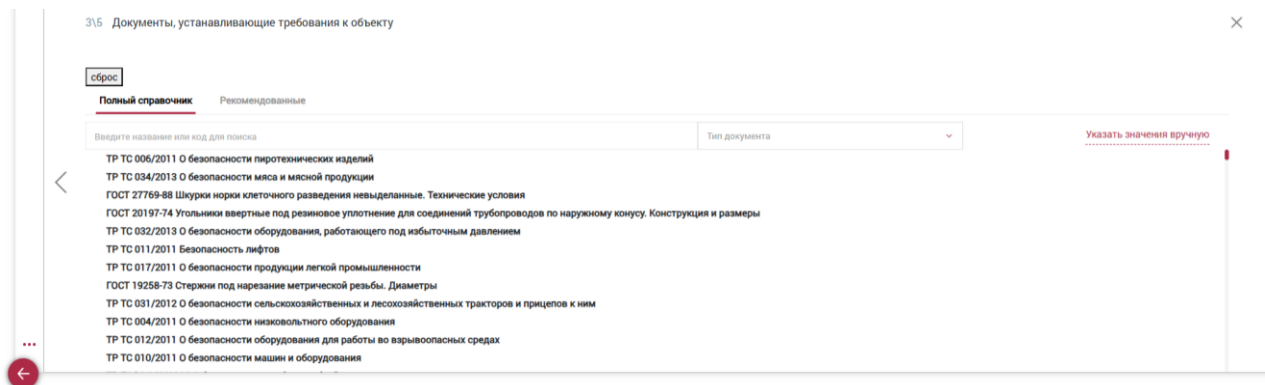 3\5 Документы, устанавливающие требования к объекту
сброс
Полный справочник Рекомендованные
Введите название или код для поиска Тип документа Указать значения вручную
ТР ТС 006/2011 О безопасности пиротехнических изделий
ТР ТС 034/2013 О безопасности мяса и мясной продукции
ГОСТ 27769-88 Шкурки норки клеточного разведения невыделанные. Технические условия
ГОСТ 20197-74 Угольники ввертные под резиновое уплотнение для соединений трубопроводов по наружному конусу. Конструкция и размеры
ТР ТС 032/2013 О безопасности оборудования, работающего под избыточным давлением
ТР ТС 011/2011 Безопасность лифтов
ТР ТС 017/2011 О безопасности продукции легкой промышленности
ГОСТ 19258-73 Стержни под нарезание метрической резьбы. Диаметры
ТР ТС 031/2012 О безопасности сельскохозяйственных и лесохозяйственных тракторов и прицепов к ним
ТР ТС 004/2011 О безопасности низковольтного оборудования
ТР ТС 012/2011 О безопасности оборудования для работы во взрывоопасных средах
ТР ТС 010/2011 О безопасности машин и оборудования